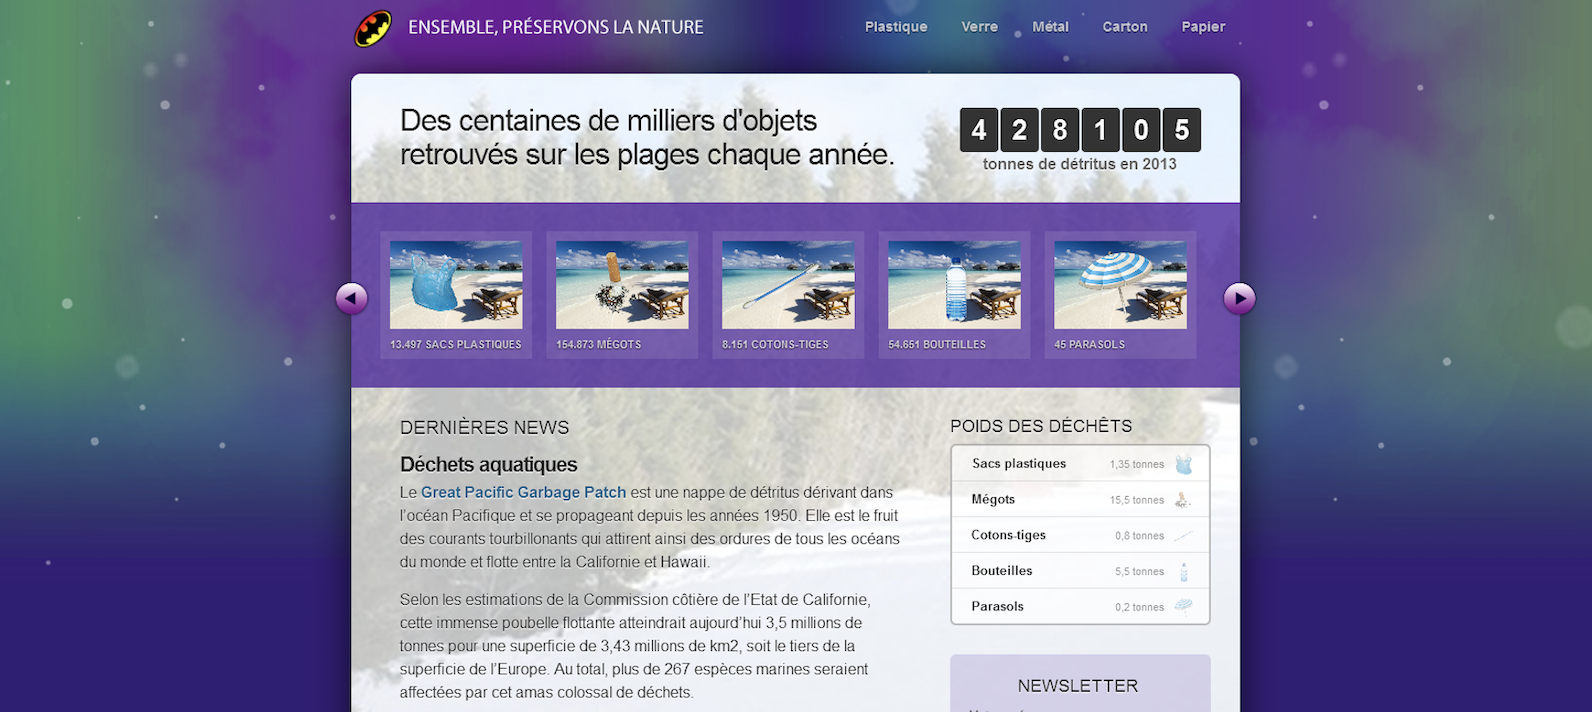 ENSEMBLE, PRÉSERVONS LA NATURE
Plastique Verre Métal Carton Papier
Des centaines de milliers d'objets
retrouvés sur les plages chaque année.
428105
tonnes de détritus en 2013
13.497 SACS PLASTIQUES
154.873 MÉGOTS
8.151 COTONS-TIGES
54.651 BOUTEILLES
45 PARASOLS
DERNIÈRES NEWS
Déchets aquatiques
Le Great Pacific Garbage Patch est une nappe de détritus dérivant dans
l'océan Pacifique et se propageant depuis les années 1950. Elle est le fruit
des courants tourbillonants qui attirent ainsi des ordures de tous les océans
du monde et flotte entre la Californie et Hawaii.
Selon les estimations de la Commission côtière de l'Etat de Californie,
cette immense poubelle flottante atteindrait aujourd'hui 3,5 millions de
tonnes pour une superficie de 3,43 millions de km2, soit le tiers de la
superficie de l'Europe. Au total, plus de 267 espèces marines seraient
affectées par cet amas colossal de déchets.
POIDS DES DÉCHÊTS
Sacs plastiques 1,35 tonnes
Mégots 15,5 tonnes
Cotons-tiges 0,8 tonnes
Bouteilles 5,5 tonnes
Parasols 0,2 tonnes
NEWSLETTER